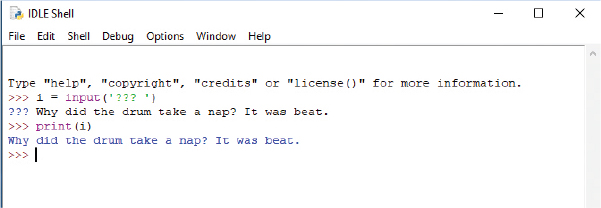 IDLE Shell
File Edit Shell Debug Options Window Help
Type "help", "copyright", "credits" or "license()" for more information.
>>> i = input('??? ')
??? Why did the drum take a nap? It was beat.
>>> print(i)
Why did the drum take a nap? It was beat.
>>>